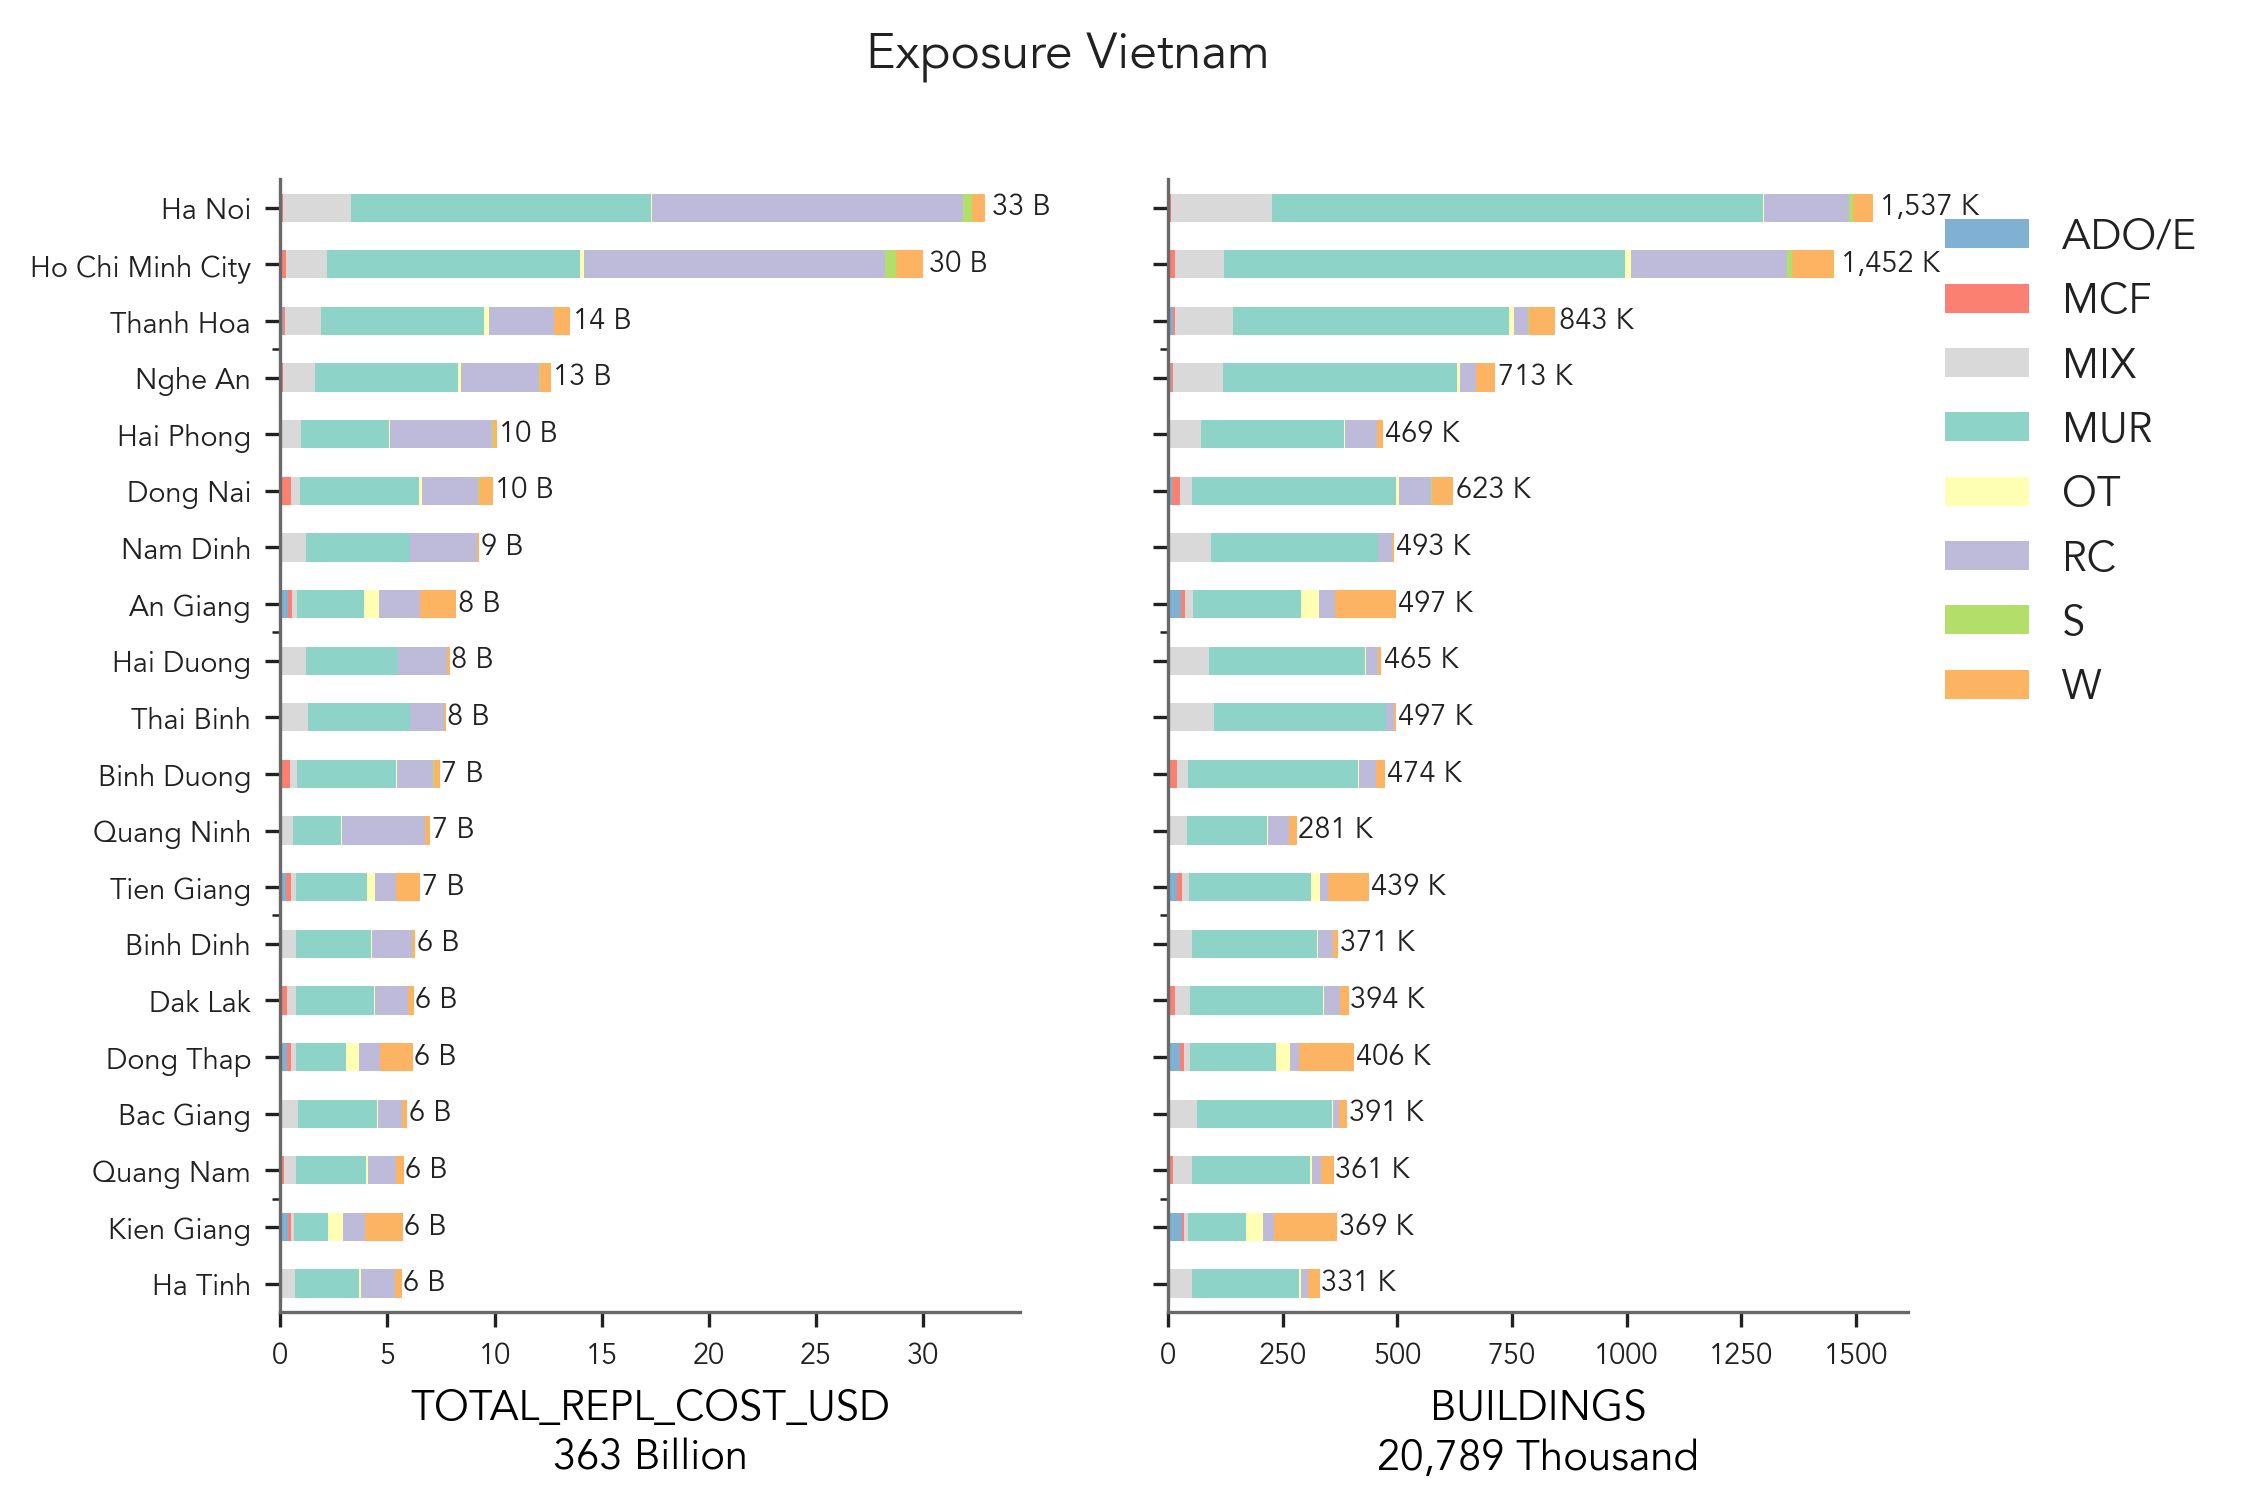 Exposure Vietnam
Ha Noi
33 B
1,537 K
Ho Chi Minh City
30 B
1,452 K
Thanh Hoa
14 B
843 K
Nghe An
13 B
713 K
Hai Phong
10 B
469 K
Dong Nai
10 B
623 K
Nam Dinh
9 B
493 K
An Giang
8 B
497 K
Hai Duong
8 B
465 K
Thai Binh
8 B
497 K
Binh Duong
7 B
474 K
Quang Ninh
7 B
281 K
Tien Giang
7 B
439 K
Binh Dinh
6 B
371 K
Dak Lak
6 B
394 K
Dong Thap
6 B
406 K
Bac Giang
6 B
391 K
Quang Nam
6 B
361 K
Kien Giang
6 B
369 K
Ha Tinh
6 B
331 K
0 5 10 15 20 25 30
TOTAL_REPL_COST_USD
363 Billion
0 250 500 750 1000 1250 1500
BUILDINGS
20,789 Thousand
ADO/E
MCF
MIX
MUR
OT
RC
S
W